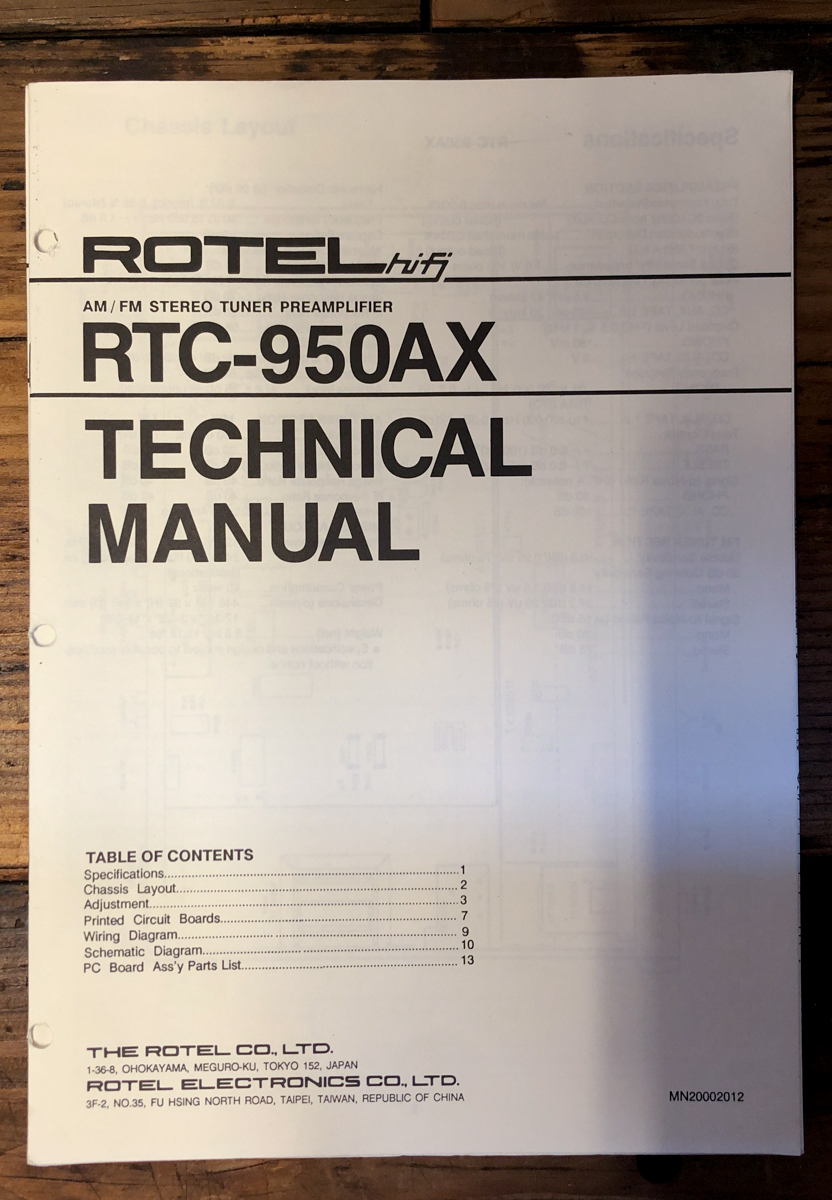 ROTEL hifi
AM/FM STEREO TUNER PREAMPLIFIER
RTC-950AX
TECHNICAL
MANUAL
TABLE OF CONTENTS
Specifications 1
Chassis Layout 2
Adjustment 3
Printed Circuit Boards 7
Wiring Diagram 9
Schematic Diagram 10
PC Board Ass'y Parts List 13
THE ROTEL CO., LTD.
1-36-8, OHOKAYAMA, MEGURO-KU, TOKYO 152, JAPAN
ROTEL ELECTRONICS CO., LTD.
3F-2, NO.35, FU HSING NORTH ROAD, TAIPEI, TAIWAN, REPUBLIC OF CHINA
MN20002012